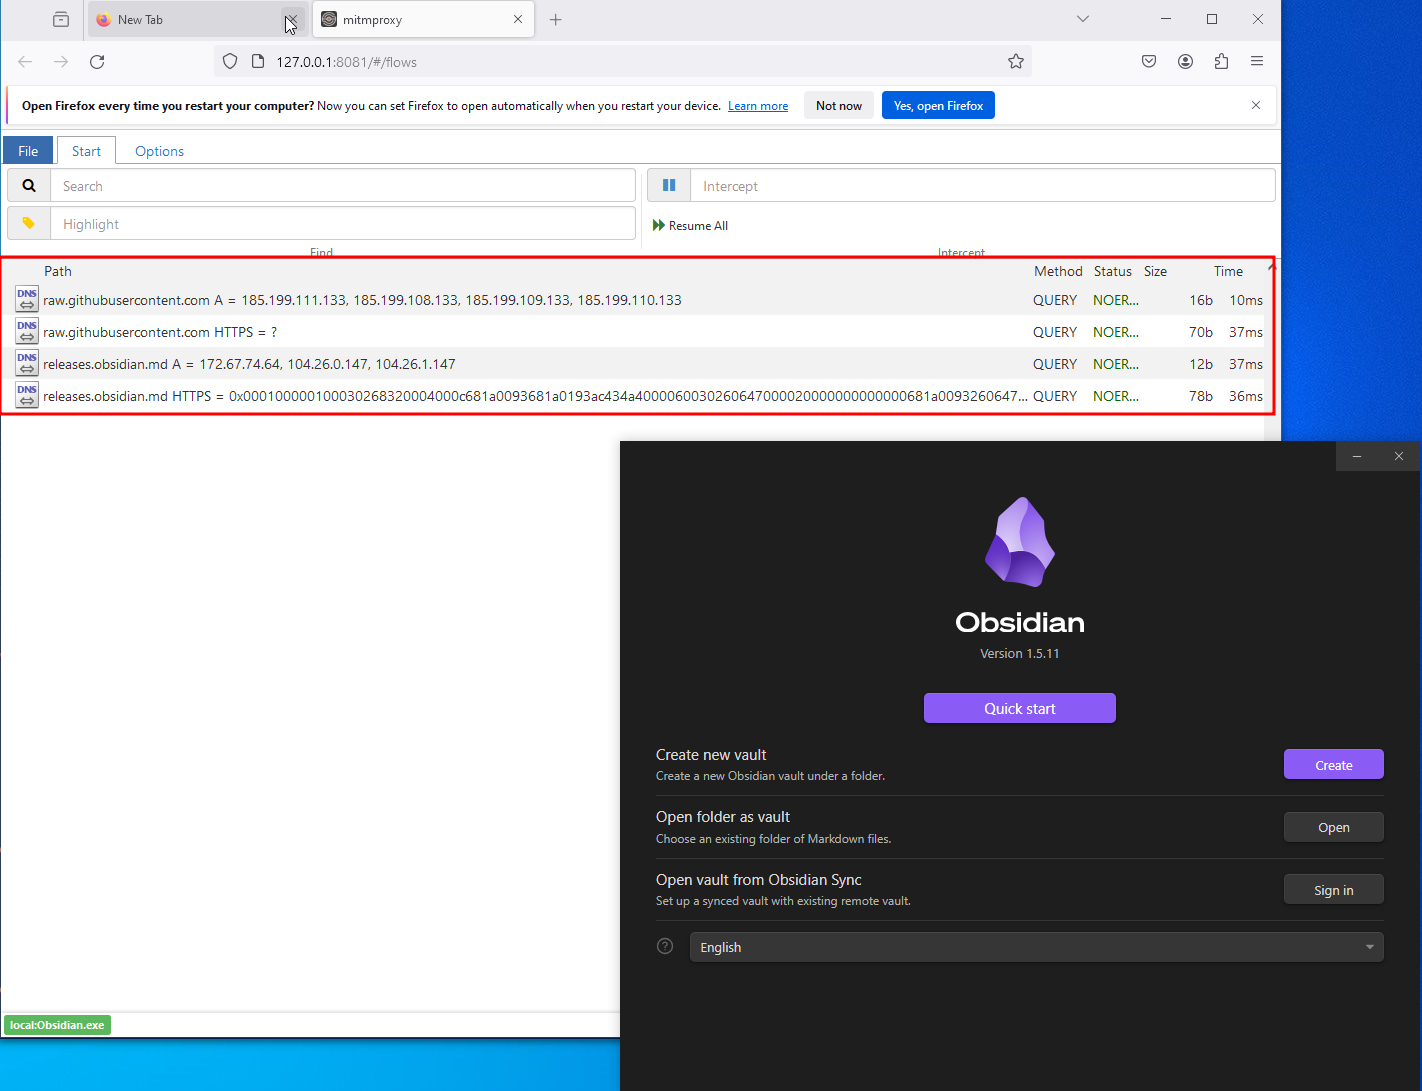 New Tab
mitmproxy
127.0.0.1:8081/#/flows
Open Firefox every time you restart your computer? Now you can set Firefox to open automatically when you restart your device. Learn more
Not now
Yes, open Firefox
File
Start
Options
Search
Intercept
Highlight
Resume All
Find
Intercept
Path Method Status Size Time
DNS raw.githubusercontent.com A = 185.199.111.133, 185.199.108.133, 185.199.109.133, 185.199.110.133 QUERY NOER... 16b 10ms
DNS raw.githubusercontent.com HTTPS = ? QUERY NOER... 70b 37ms
DNS releases.obsidian.md A = 172.67.74.64, 104.26.0.147, 104.26.1.147 QUERY NOER... 12b 37ms
DNS releases.obsidian.md HTTPS = 0x000100000100030268320004000c681a0093681a0193ac434a4000060030260647000020000000000000681a0093260647... QUERY NOER... 78b 36ms
Obsidian
Version 1.5.11
Quick start
Create new vault
Create a new Obsidian vault under a folder.
Create
Open folder as vault
Choose an existing folder of Markdown files.
Open
Open vault from Obsidian Sync
Set up a synced vault with existing remote vault.
Sign in
English
local:Obsidian.exe